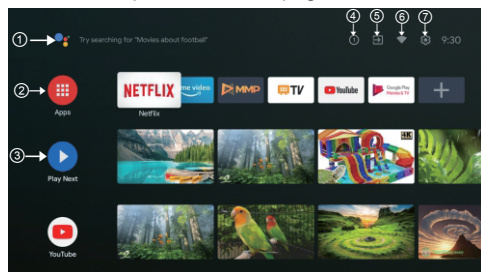 ④ ⑤ ⑥ ⑦
① Try searching for "Movies about football" 1 9:30
② NETFLIX prime video MMP TV YouTube Google Play Movies & TV
Apps Netflix
③ 4K
Play Next
YouTube